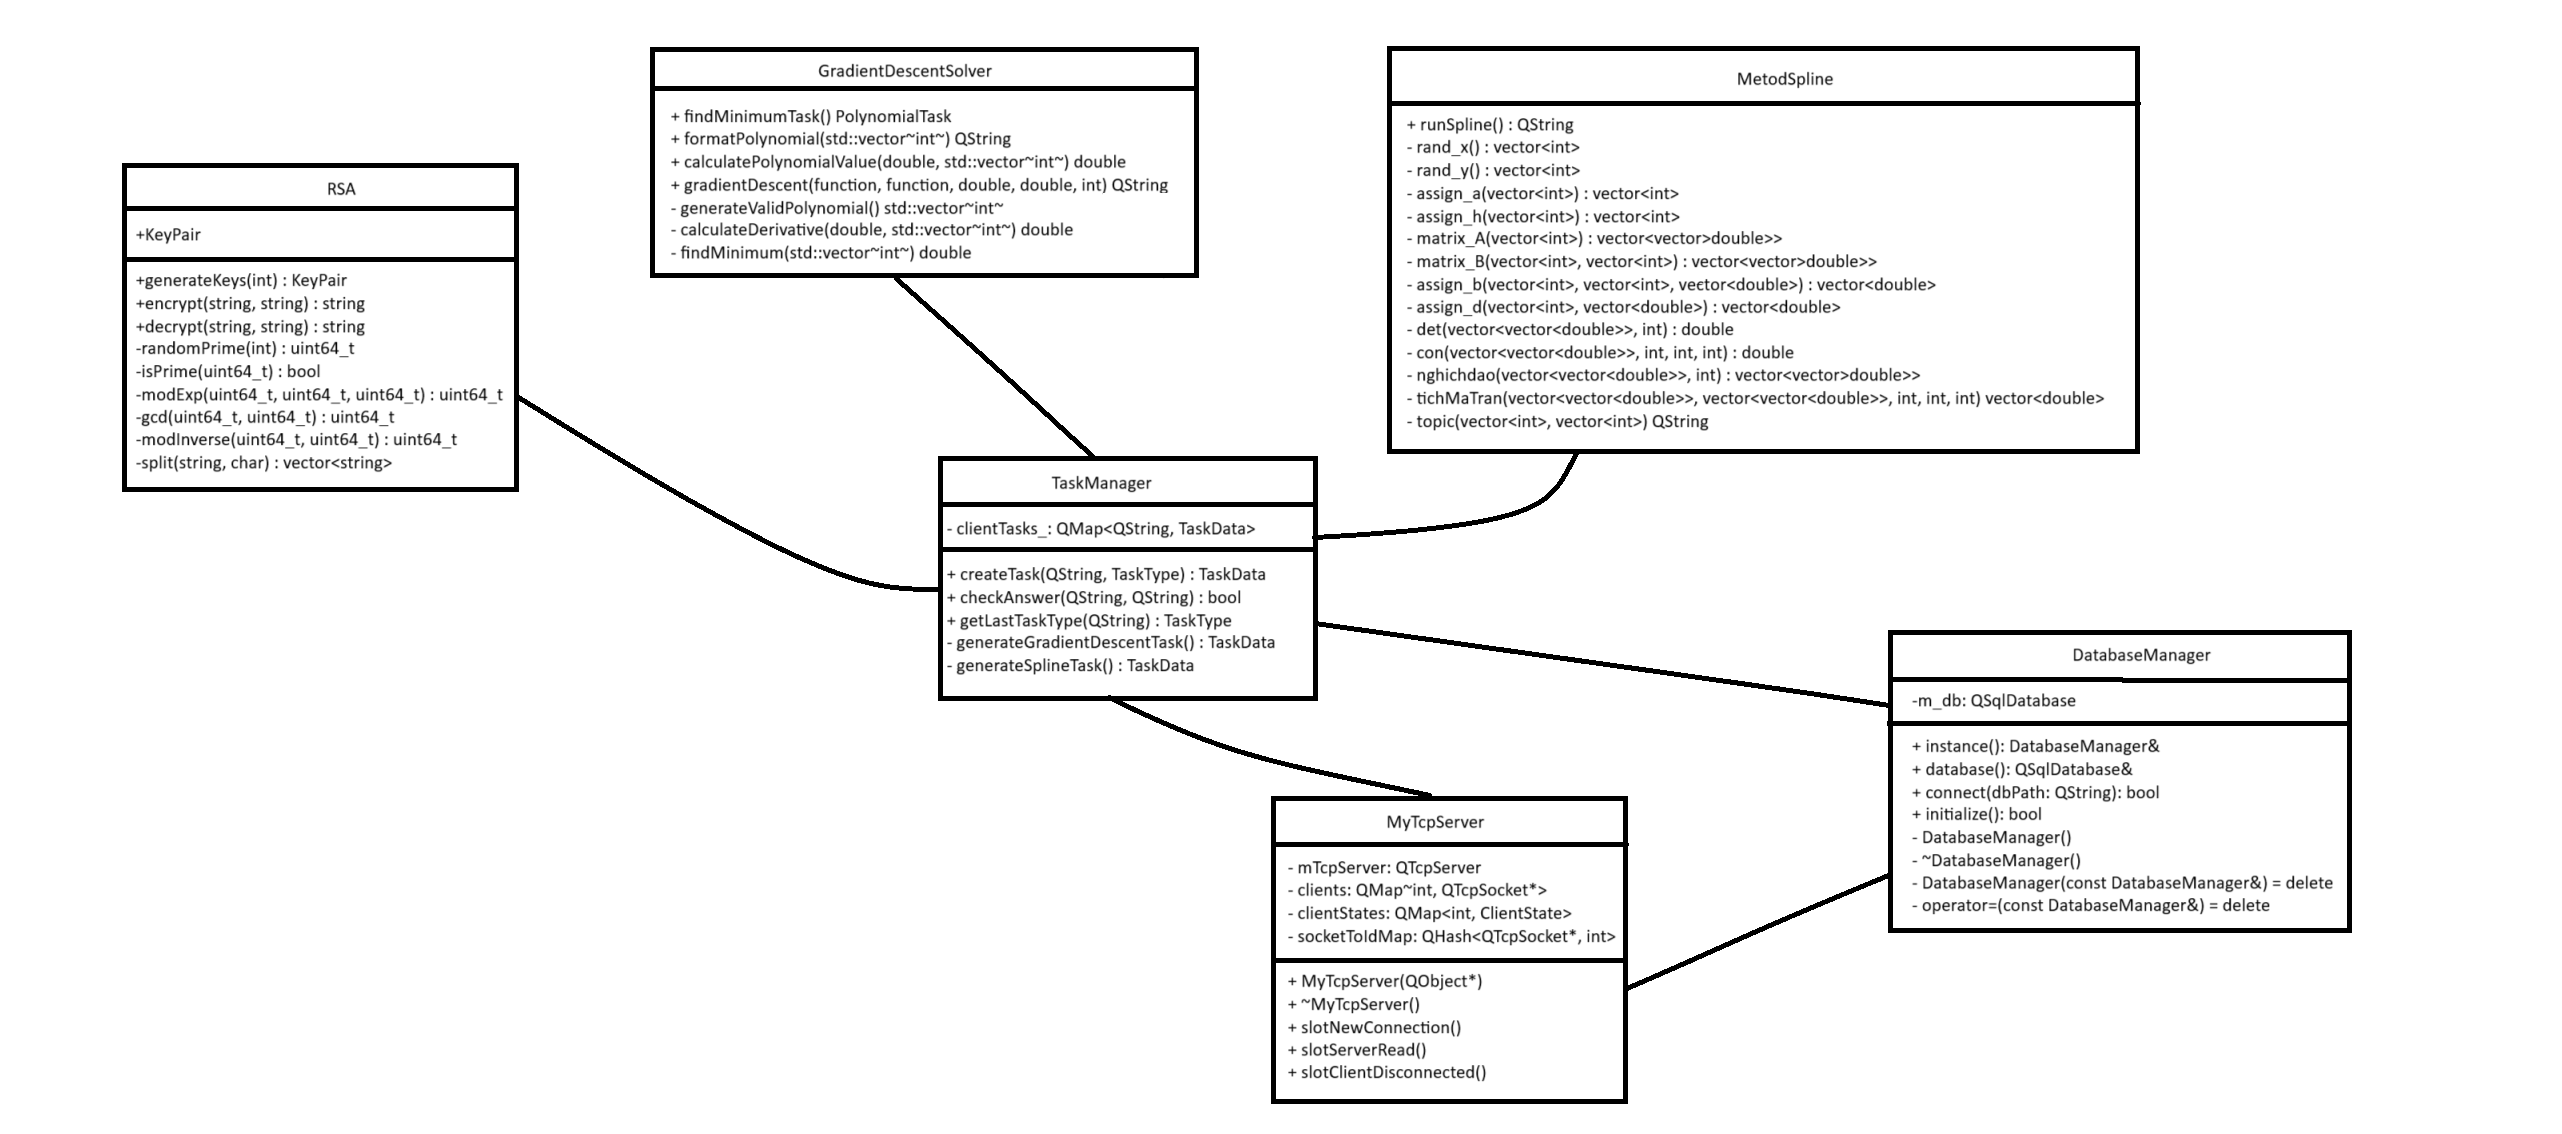 RSA
+KeyPair
+generateKeys(int) : KeyPair
+encrypt(string, string) : string
+decrypt(string, string) : string
-randomPrime(int) : uint64_t
-isPrime(uint64_t) : bool
-modExp(uint64_t, uint64_t, uint64_t) : uint64_t
-gcd(uint64_t, uint64_t) : uint64_t
-modInverse(uint64_t, uint64_t) : uint64_t
-split(string, char) : vector<string>
GradientDescentSolver
+ findMinimumTask() PolynomialTask
+ formatPolynomial(std::vector~int~) QString
+ calculatePolynomialValue(double, std::vector~int~) double
+ gradientDescent(function, function, double, double, int) QString
- generateValidPolynomial() std::vector~int~
- calculateDerivative(double, std::vector~int~) double
- findMinimum(std::vector~int~) double
MetodSpline
+ runSpline() : QString
- rand_x() : vector<int>
- rand_y() : vector<int>
- assign_a(vector<int>) : vector<int>
- assign_h(vector<int>) : vector<int>
- matrix_A(vector<int>) : vector<vector>double>>
- matrix_B(vector<int>, vector<int>) : vector<vector>double>>
- assign_b(vector<int>, vector<int>, vector<double>) : vector<double>
- assign_d(vector<int>, vector<double>) : vector<double>
- det(vector<vector<double>>, int) : double
- con(vector<vector<double>>, int, int, int) : double
- nghichdao(vector<vector<double>>, int) : vector<vector>double>>
- tichMaTran(vector<vector<double>>, vector<vector<double>>, int, int, int) vector<double>
- topic(vector<int>, vector<int>) QString
TaskManager
- clientTasks_: QMap<QString, TaskData>
+ createTask(QString, TaskType) : TaskData
+ checkAnswer(QString, QString) : bool
+ getLastTaskType(QString) : TaskType
- generateGradientDescentTask() : TaskData
- generateSplineTask() : TaskData
DatabaseManager
-m_db: QSqlDatabase
+ instance(): DatabaseManager&
+ database(): QSqlDatabase&
+ connect(dbPath: QString): bool
+ initialize(): bool
- DatabaseManager()
- ~DatabaseManager()
- DatabaseManager(const DatabaseManager&) = delete
- operator=(const DatabaseManager&) = delete
MyTcpServer
- mTcpServer: QTcpServer
- clients: QMap~int, QTcpSocket*>
- clientStates: QMap<int, ClientState>
- socketToIdMap: QHash<QTcpSocket*, int>
+ MyTcpServer(QObject*)
+ ~MyTcpServer()
+ slotNewConnection()
+ slotServerRead()
+ slotClientDisconnected()